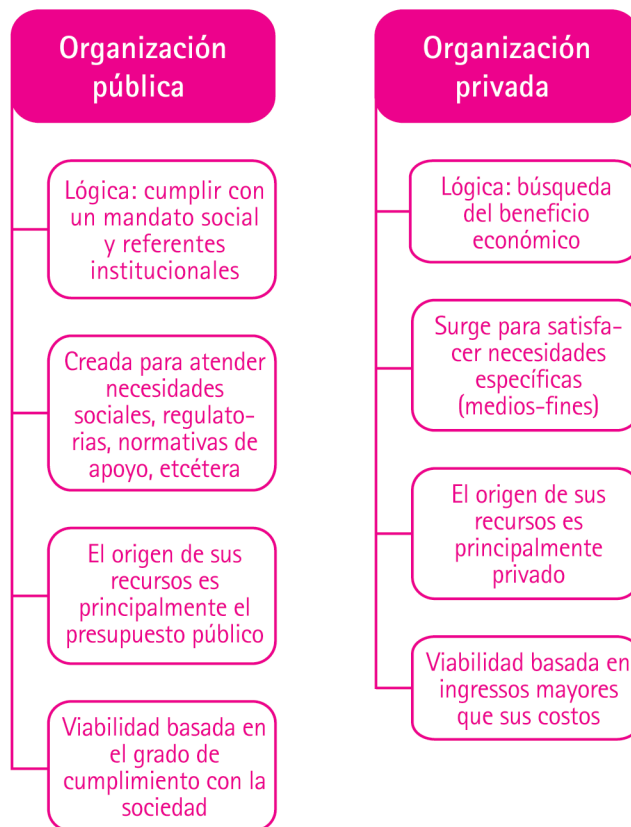 Organización
pública
Lógica: cumplir con
un mandato social
y referentes
institucionales
Creada para atender
necesidades
sociales, regulato-
rias, normativas de
apoyo, etcétera
El origen de sus
recursos es
principalmente el
presupuesto público
Viabilidad basada en
el grado de
cumplimiento con la
sociedad
Organización
privada
Lógica: búsqueda
del beneficio
económico
Surge para satisfa-
cer necesidades
específicas
(medios-fines)
El origen de sus
recursos es
principalmente
privado
Viabilidad basada en
ingressos mayores
que sus costos